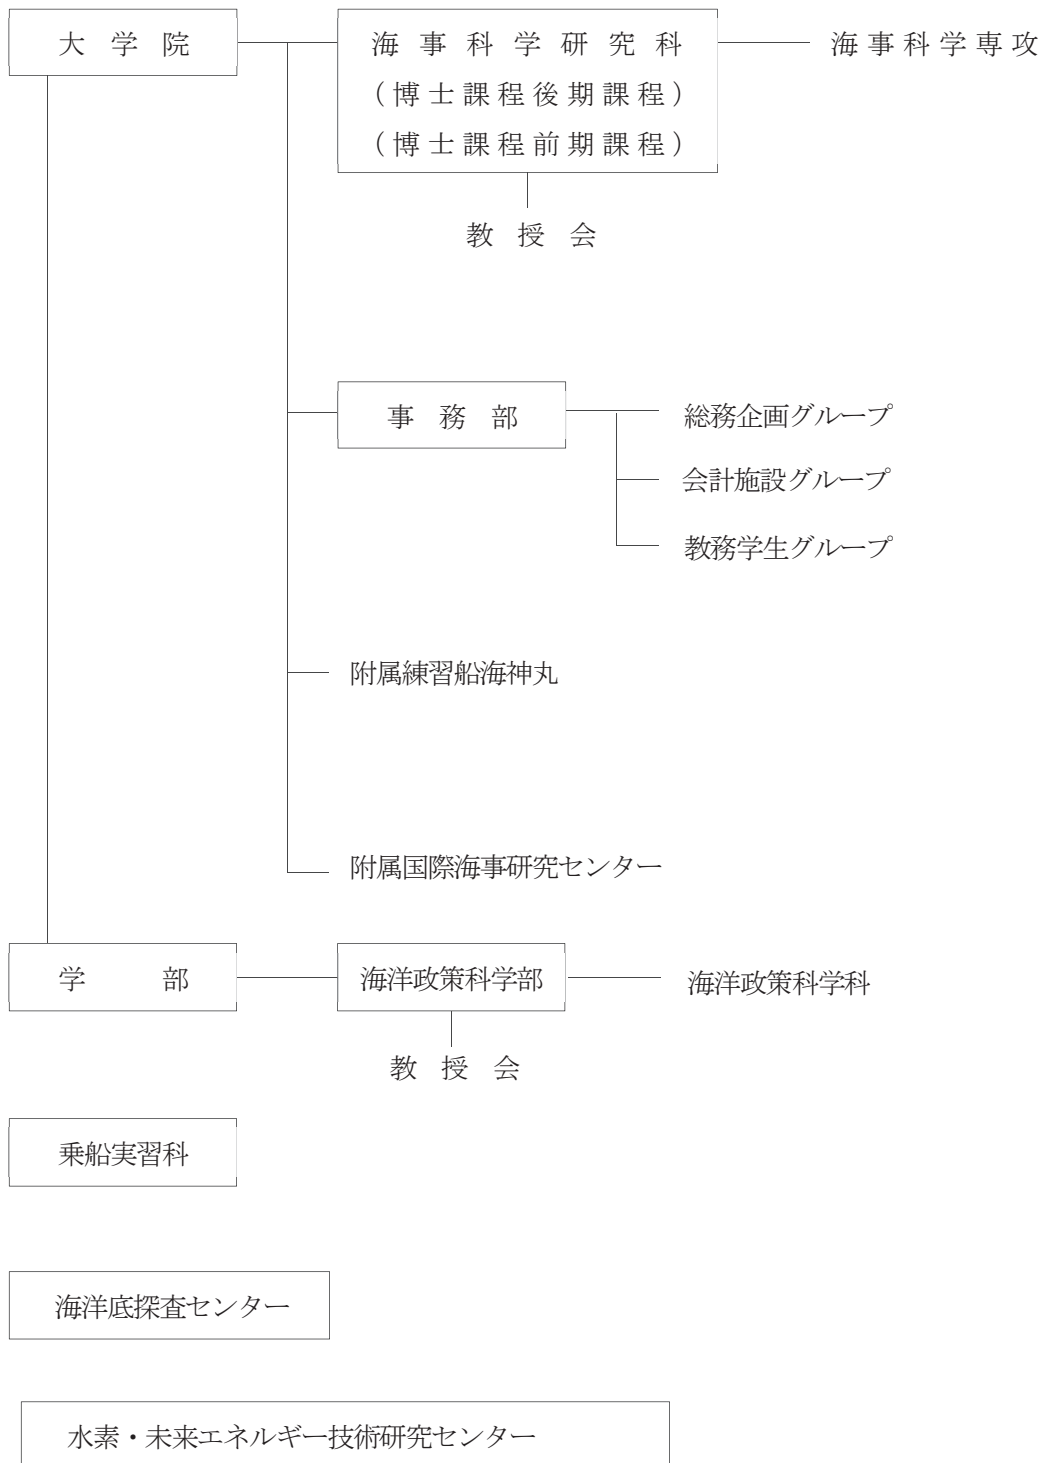 大学院
海事科学研究科
海事科学専攻
（博士課程後期課程）
（博士課程前期課程）
教授会
事務部
総務企画グループ
会計施設グループ
教務学生グループ
附属練習船海神丸
附属国際海事研究センター
学部
海洋政策科学部
海洋政策科学科
教授会
乗船実習科
海洋底探査センター
水素・未来エネルギー技術研究センター